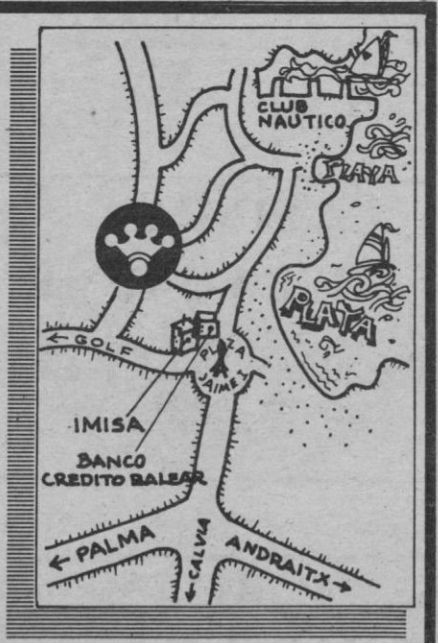 CLUB
NAUTICO
PLAYA
PLAYA
← GOLF
PLAZA
JAIME I
IMISA
BANCO
CREDITO BALEAR
← PALMA
← CALVIA
ANDRAITX →